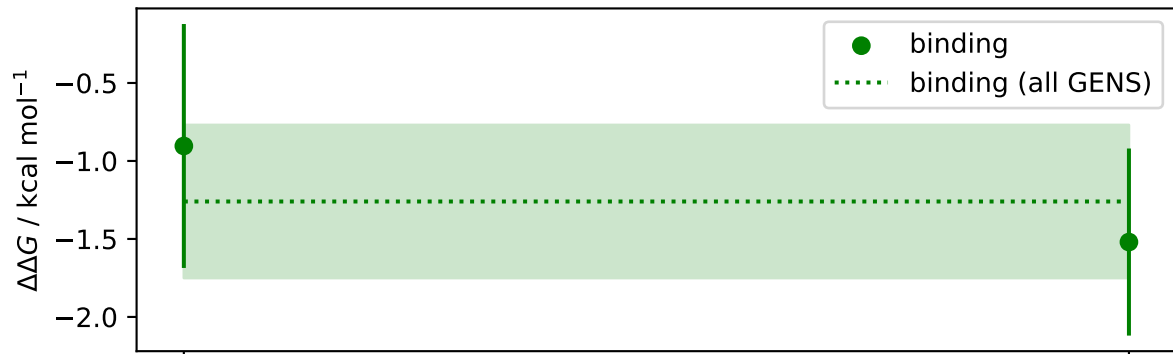 binding
binding (all GENS)
−0.5
−1.0
−1.5
−2.0
ΔΔG / kcal mol⁻¹